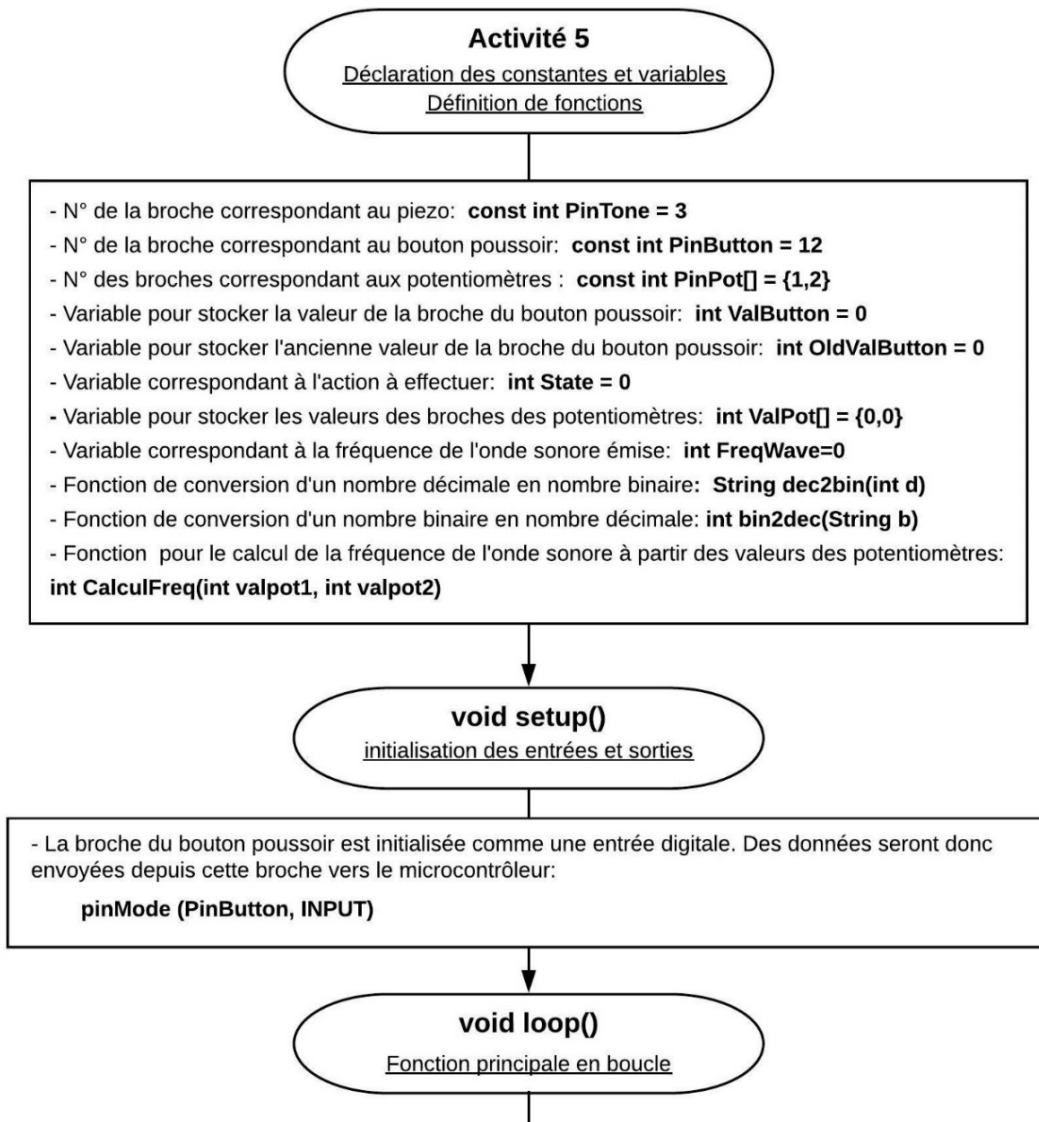 Activité 5
Déclaration des constantes et variables
Définition de fonctions
- N° de la broche correspondant au piezo: const int PinTone = 3
- N° de la broche correspondant au bouton poussoir: const int PinButton = 12
- N° des broches correspondant aux potentiomètres : const int PinPot[] = {1,2}
- Variable pour stocker la valeur de la broche du bouton poussoir: int ValButton = 0
- Variable pour stocker l'ancienne valeur de la broche du bouton poussoir: int OldValButton = 0
- Variable correspondant à l'action à effectuer: int State = 0
- Variable pour stocker les valeurs des broches des potentiomètres: int ValPot[] = {0,0}
- Variable correspondant à la fréquence de l'onde sonore émise: int FreqWave=0
- Fonction de conversion d'un nombre décimale en nombre binaire: String dec2bin(int d)
- Fonction de conversion d'un nombre binaire en nombre décimale: int bin2dec(String b)
- Fonction pour le calcul de la fréquence de l'onde sonore à partir des valeurs des potentiomètres:
int CalculFreq(int valpot1, int valpot2)
void setup()
initialisation des entrées et sorties
- La broche du bouton poussoir est initialisée comme une entrée digitale. Des données seront donc
envoyées depuis cette broche vers le microcontrôleur:
pinMode (PinButton, INPUT)
void loop()
Fonction principale en boucle